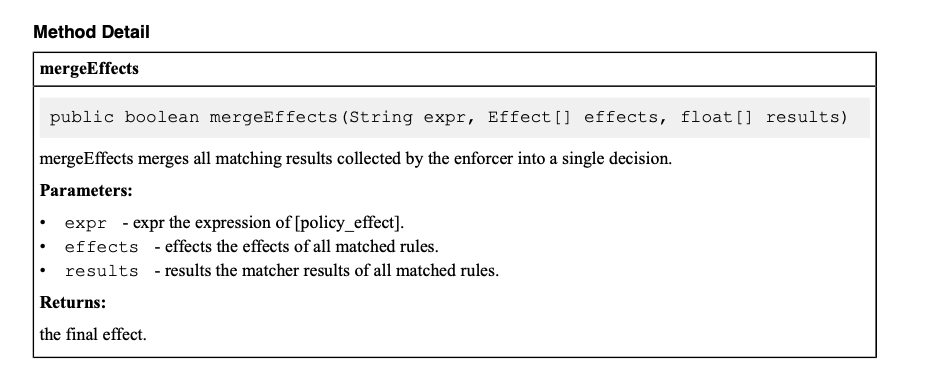 Method Detail
mergeEffects
public boolean mergeEffects(String expr, Effect[] effects, float[] results)
mergeEffects merges all matching results collected by the enforcer into a single decision.
Parameters:
• expr - expr the expression of [policy_effect].
• effects - effects the effects of all matched rules.
• results - results the matcher results of all matched rules.
Returns:
the final effect.